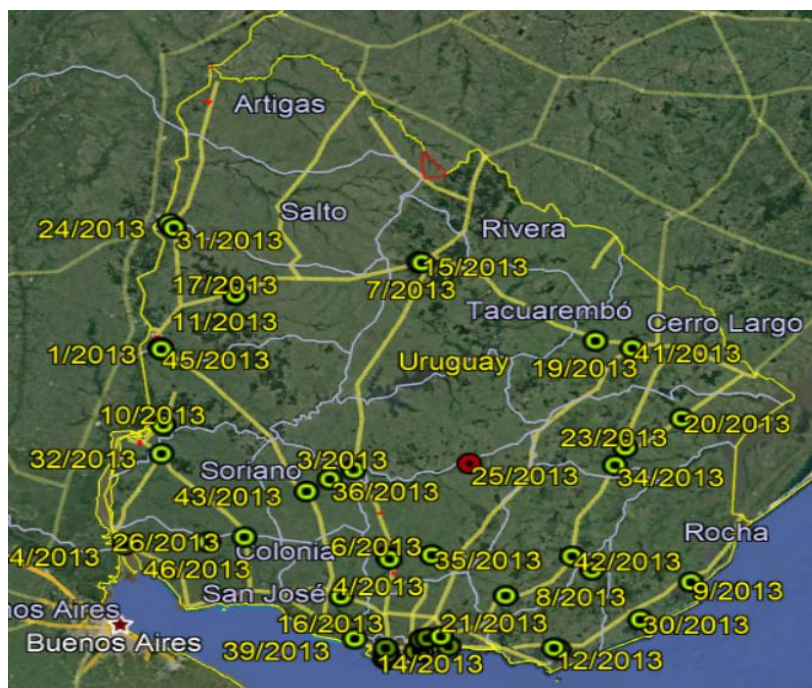 Artigas
Salto
24/2013
31/2013
Rivera
15/2013
7/2013
17/2013
11/2013
Tacuarembó
Cerro Largo
1/2013
45/2013
Uruguay
19/2013
41/2013
10/2013
20/2013
23/2013
32/2013
Soriano
3/2013
36/2013
25/2013
34/2013
43/2013
Rocha
26/2013
Colonia
6/2013
35/2013
42/2013
4/2013
46/2013
San José
4/2013
8/2013
9/2013
nos Aires
Buenos Aires
16/2013
21/2013
30/2013
39/2013
14/2013
12/2013